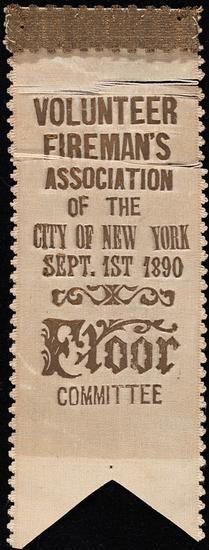 VOLUNTEER
FIREMAN'S
ASSOCIATION
OF THE
CITY OF NEW YORK
SEPT. 1ST 1890
Floor
COMMITTEE